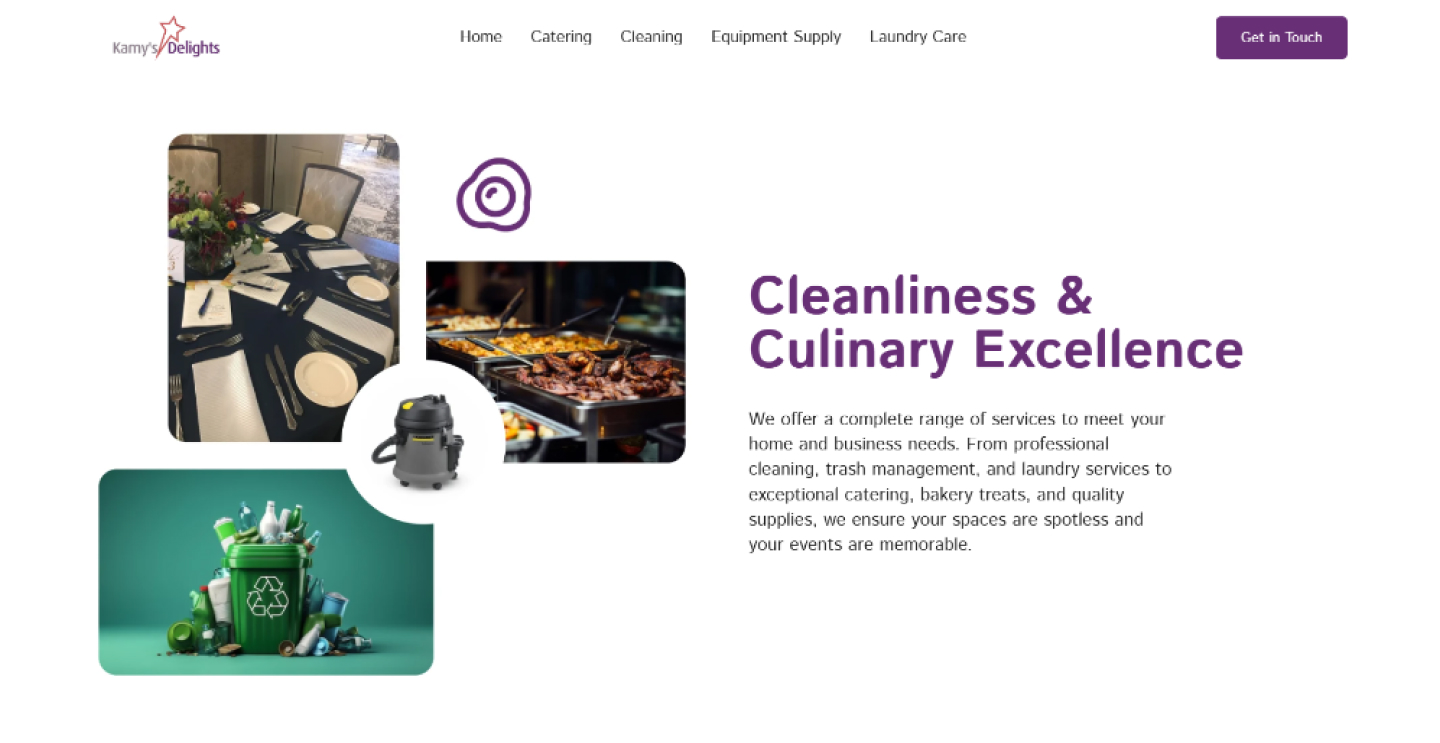 Kamy's Delights
Home Catering Cleaning Equipment Supply Laundry Care
Get in Touch
Cleanliness &
Culinary Excellence
We offer a complete range of services to meet your
home and business needs. From professional
cleaning, trash management, and laundry services to
exceptional catering, bakery treats, and quality
supplies, we ensure your spaces are spotless and
your events are memorable.
3